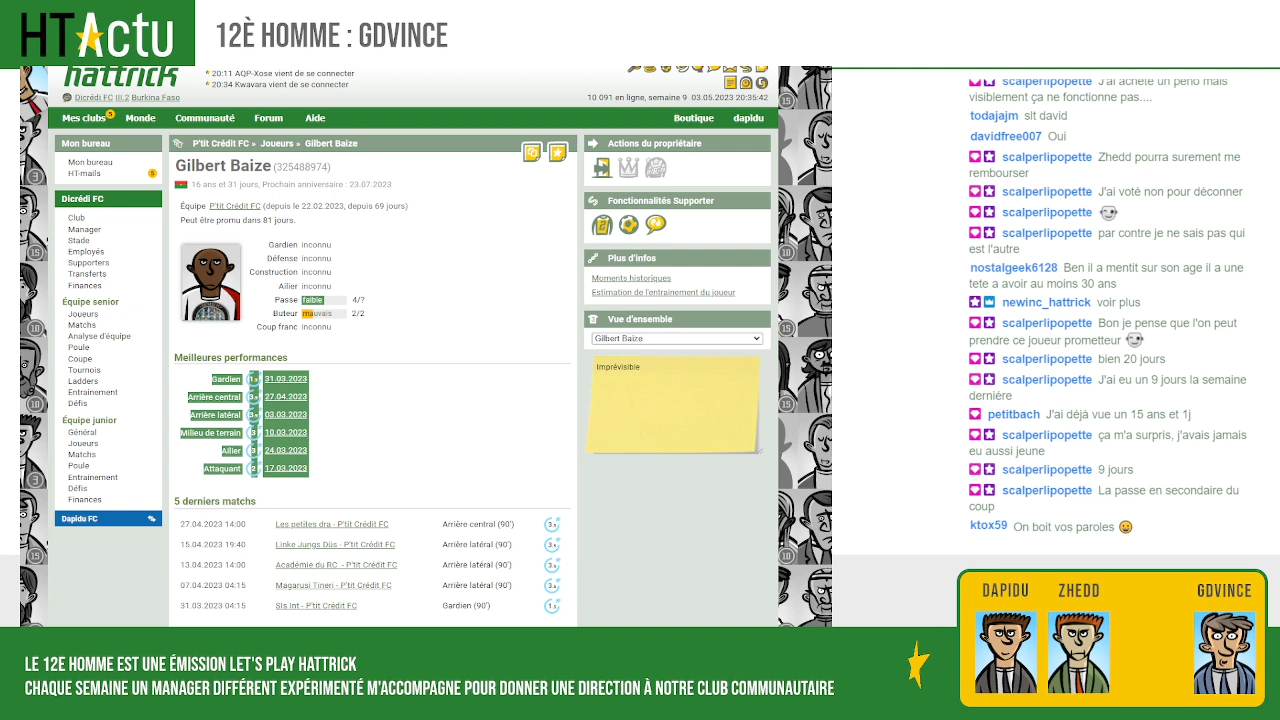 HTActu
12È HOMME : GDVINCE
hattrick
20:11 AQP-Xose vient de se connecter
20:34 Kwavara vient de se connecter
Dicrédi FC III.2 Burkina Faso
10 091 en ligne, semaine 9 03.05.2023 20:35:42
Mes clubs 5 Monde Communauté Forum Aide Boutique dapidu
Mon bureau
Mon bureau
HT-mails 5
Dicrédi FC
Club
Manager
Stade
Employés
Supporters
Transferts
Finances
Équipe senior
Joueurs
Matchs
Analyse d'équipe
Poule
Coupe
Tournois
Ladders
Entrainement
Défis
Équipe junior
Général
Joueurs
Matchs
Poule
Entrainement
Défis
Finances
Dapidu FC
P'tit Crédit FC » Joueurs » Gilbert Baize
Gilbert Baize (325488974)
16 ans et 31 jours, Prochain anniversaire : 23.07.2023
Équipe P'tit Crédit FC (depuis le 22.02.2023, depuis 69 jours)
Peut être promu dans 81 jours.
Gardien inconnu
Défense inconnu
Construction inconnu
Ailier inconnu
Passe faible 4/?
Buteur mauvais 2/2
Coup franc inconnu
Meilleures performances
Gardien 31.03.2023
Arrière central 27.04.2023
Arrière latéral 03.03.2023
Milieu de terrain 10.03.2023
Ailier 24.03.2023
Attaquant 17.03.2023
5 derniers matchs
27.04.2023 14:00 Les petites dra - P'tit Crédit FC Arrière central (90')
15.04.2023 19:40 Linke Jungs Düs - P'tit Crédit FC Arrière latéral (90')
13.04.2023 14:00 Académie du RC - P'tit Crédit FC Arrière latéral (90')
07.04.2023 04:15 Magarusi Tineri - P'tit Crédit FC Arrière latéral (90')
31.03.2023 04:15 SIs Int - P'tit Crédit FC Gardien (90')
Actions du propriétaire
Fonctionnalités Supporter
Plus d'infos
Moments historiques
Estimation de l'entrainement du joueur
Vue d'ensemble
Gilbert Baize
Imprévisible
scalperlipopette J'ai acheté un péno mais
visiblement ça ne fonctionne pas....
todajajm slt david
davidfree007 Oui
scalperlipopette Zhedd pourra surement me
rembourser
scalperlipopette J'ai voté non pour déconner
scalperlipopette
scalperlipopette par contre je ne sais pas qui
est l'autre
nostalgeek6128 Ben il a mentit sur son age il a une
tete a avoir au moins 30 ans
newinc_hattrick voir plus
scalperlipopette Bon je pense que l'on peut
prendre ce joueur prometteur
scalperlipopette bien 20 jours
scalperlipopette J'ai eu un 9 jours la semaine
dernière
petitbach J'ai déjà vue un 15 ans et 1j
scalperlipopette ça m'a surpris, j'avais jamais
eu aussi jeune
scalperlipopette 9 jours
scalperlipopette La passe en secondaire du
coup
ktox59 On boit vos paroles
DAPIDU ZHEDD GDVINCE
LE 12E HOMME EST UNE ÉMISSION LET'S PLAY HATTRICK
CHAQUE SEMAINE UN MANAGER DIFFÉRENT EXPÉRIMENTÉ M'ACCOMPAGNE POUR DONNER UNE DIRECTION À NOTRE CLUB COMMUNAUTAIRE